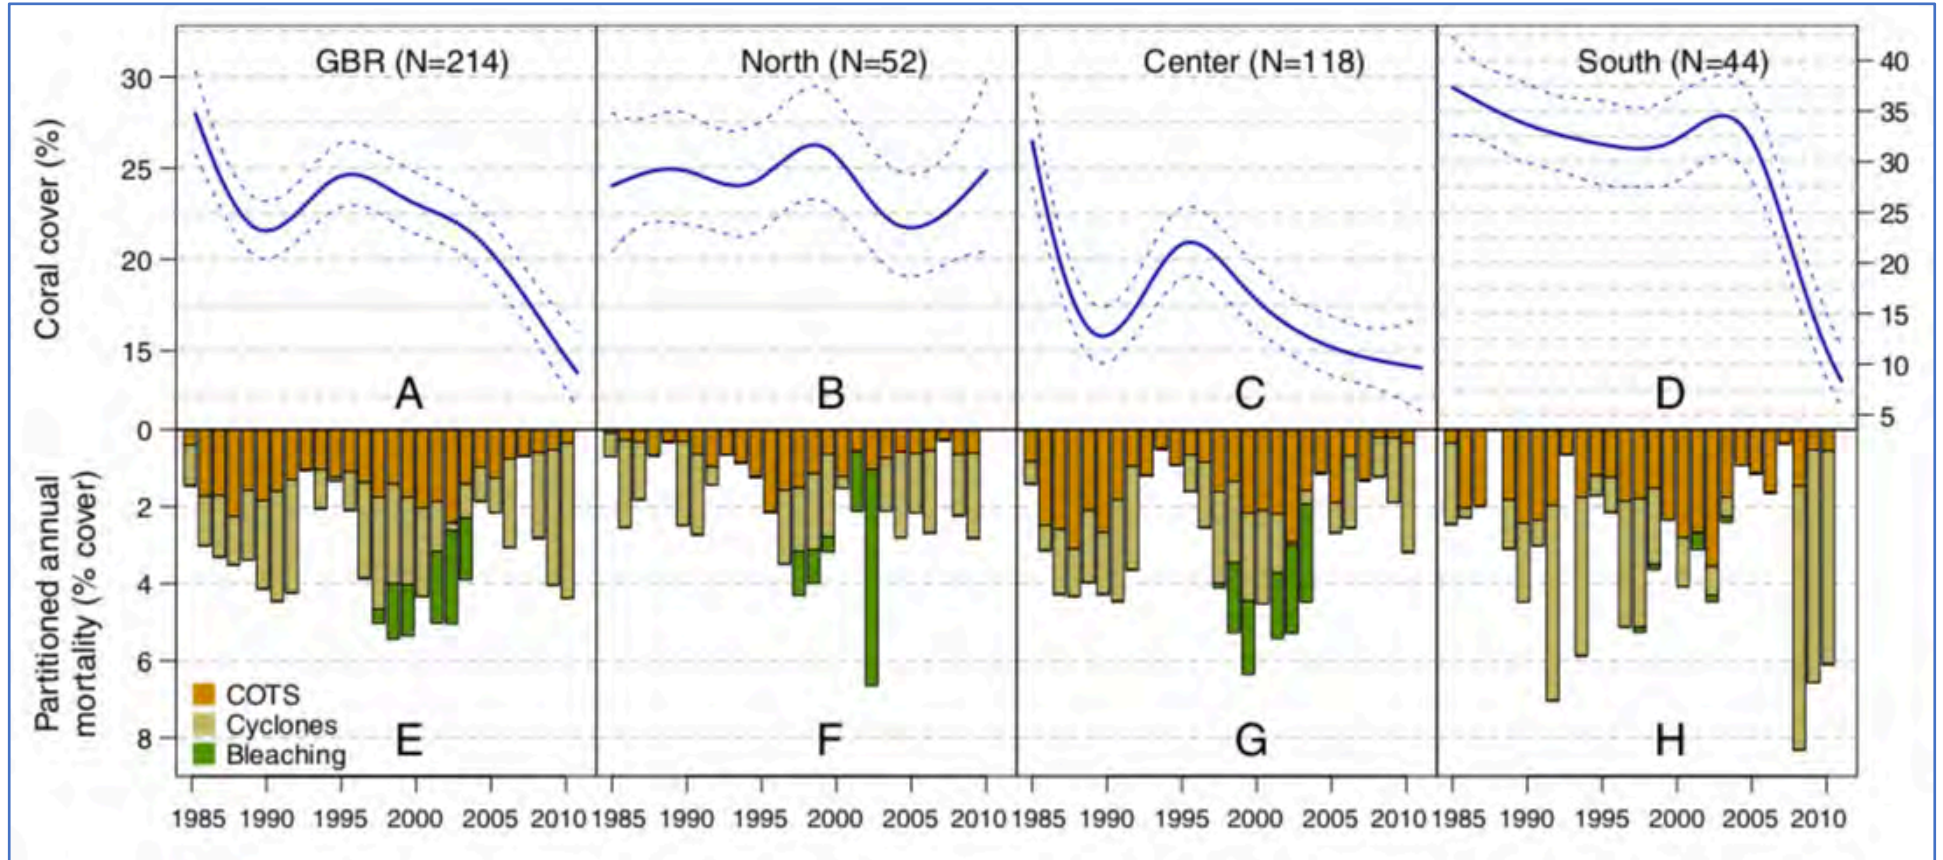 GBR (N=214)
North (N=52)
Center (N=118)
South (N=44)
Coral cover (%)
30
25
20
15
40
35
30
25
20
15
10
5
A
B
C
D
Partitioned annual
mortality (% cover)
0
2
4
6
8
COTS
Cyclones
Bleaching
E
F
G
H
1985 1990 1995 2000 2005 2010
1985 1990 1995 2000 2005 2010
1985 1990 1995 2000 2005 2010
1985 1990 1995 2000 2005 2010